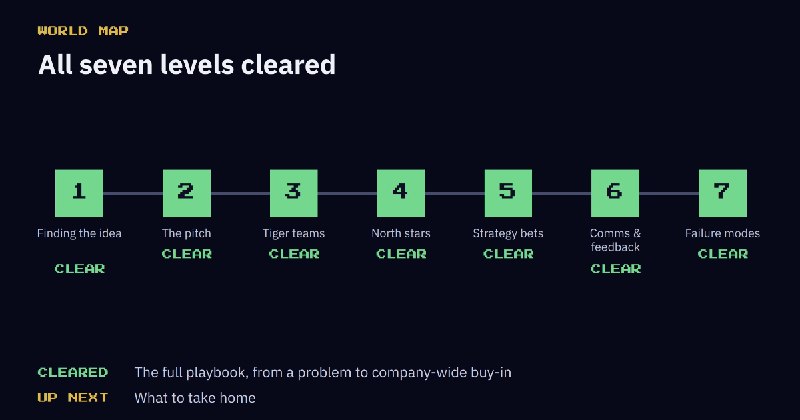 WORLD MAP
All seven levels cleared
1 2 3 4 5 6 7
Finding the idea
The pitch
Tiger teams
North stars
Strategy bets
Comms &
feedback
Failure modes
CLEAR CLEAR CLEAR CLEAR CLEAR CLEAR CLEAR
CLEARED The full playbook, from a problem to company-wide buy-in
UP NEXT What to take home